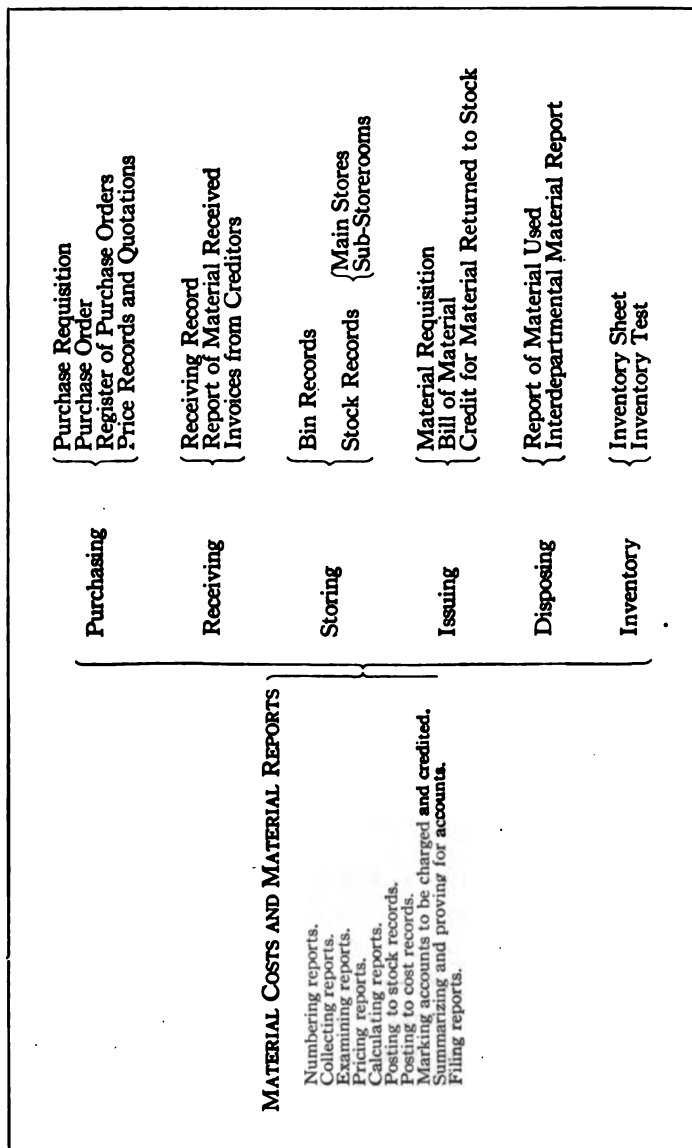 MATERIAL COSTS AND MATERIAL REPORTS
Numbering reports.
Collecting reports.
Examining reports.
Pricing reports.
Calculating reports.
Posting to stock records.
Posting to cost records.
Marking accounts to be charged and credited.
Summarizing and proving for accounts.
Filing reports.
Purchasing
Purchase Requisition
Purchase Order
Register of Purchase Orders
Price Records and Quotations
Receiving
Receiving Record
Report of Material Received
Invoices from Creditors
Storing
Bin Records
Stock Records
Main Stores
Sub-Storerooms
Issuing
Material Requisition
Bill of Material
Credit for Material Returned to Stock
Disposing
Report of Material Used
Interdepartmental Material Report
Inventory
Inventory Sheet
Inventory Test